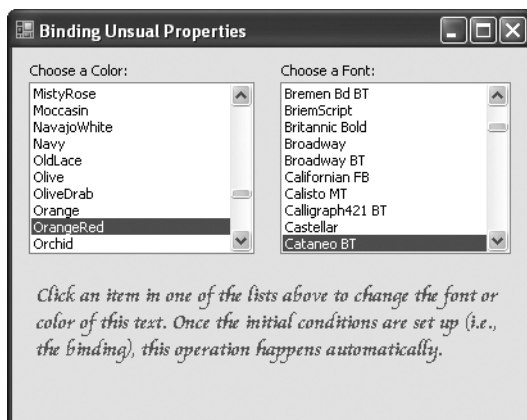 Binding Unsual Properties
Choose a Color:
MistyRose
Moccasin
NavajoWhite
Navy
OldLace
Olive
OliveDrab
Orange
OrangeRed
Orchid
Choose a Font:
Bremen Bd BT
BriemScript
Britannic Bold
Broadway
Broadway BT
Californian FB
Calisto MT
Calligraph421 BT
Castellar
Cataneo BT
Click an item in one of the lists above to change the font or
color of this text. Once the initial conditions are set up (i.e.,
the binding), this operation happens automatically.